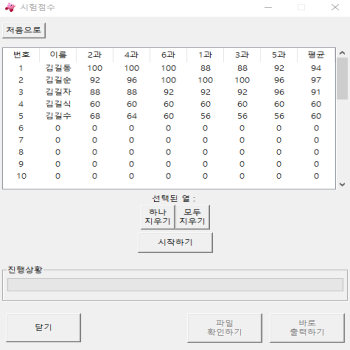 시험점수
처음으로
번호 이름 2과 4과 6과 1과 3과 5과 평균
1 김길동 100 100 100 88 88 92 94
2 김길순 92 96 100 100 100 96 97
3 김길자 88 88 92 92 92 96 91
4 김길식 60 60 60 60 60 60 60
5 김길수 68 64 60 56 56 56 60
6 0 0 0 0 0 0 0 0
7 0 0 0 0 0 0 0 0
8 0 0 0 0 0 0 0 0
9 0 0 0 0 0 0 0 0
10 0 0 0 0 0 0 0 0
선택된 열 :
하나 지우기
모두 지우기
시작하기
진행상황
닫기
파일 확인하기
바로 출력하기